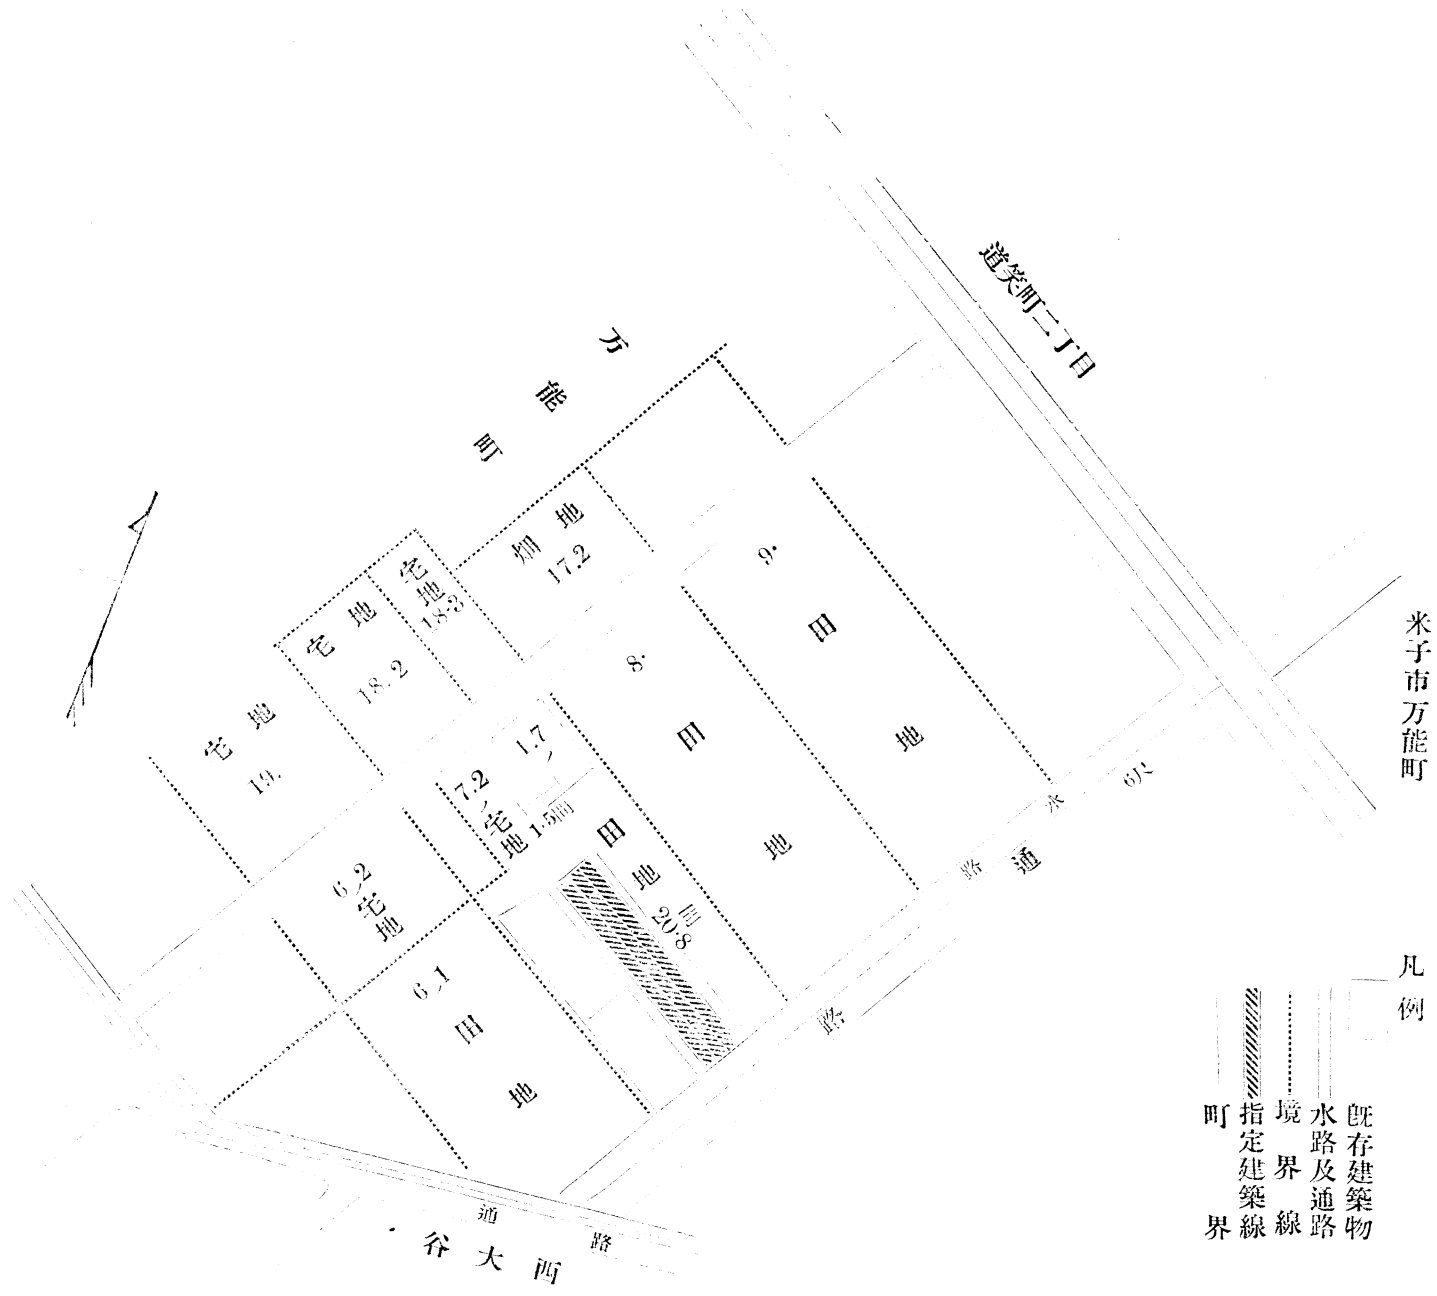 米子市万能町
凡例
既存建築物
水路及通路
境界線
指定建築線
町界
道笑町二丁目
万能町
畑地
17.2
宅地
18.3
宅地
18.2
宅地
19.
9.
田地
8.
田地
1.7
7.2
宅地
1.5間
田地
20.8
間
6.2
宅地
6.1
田地
水路
6尺
通路
通路
西大谷